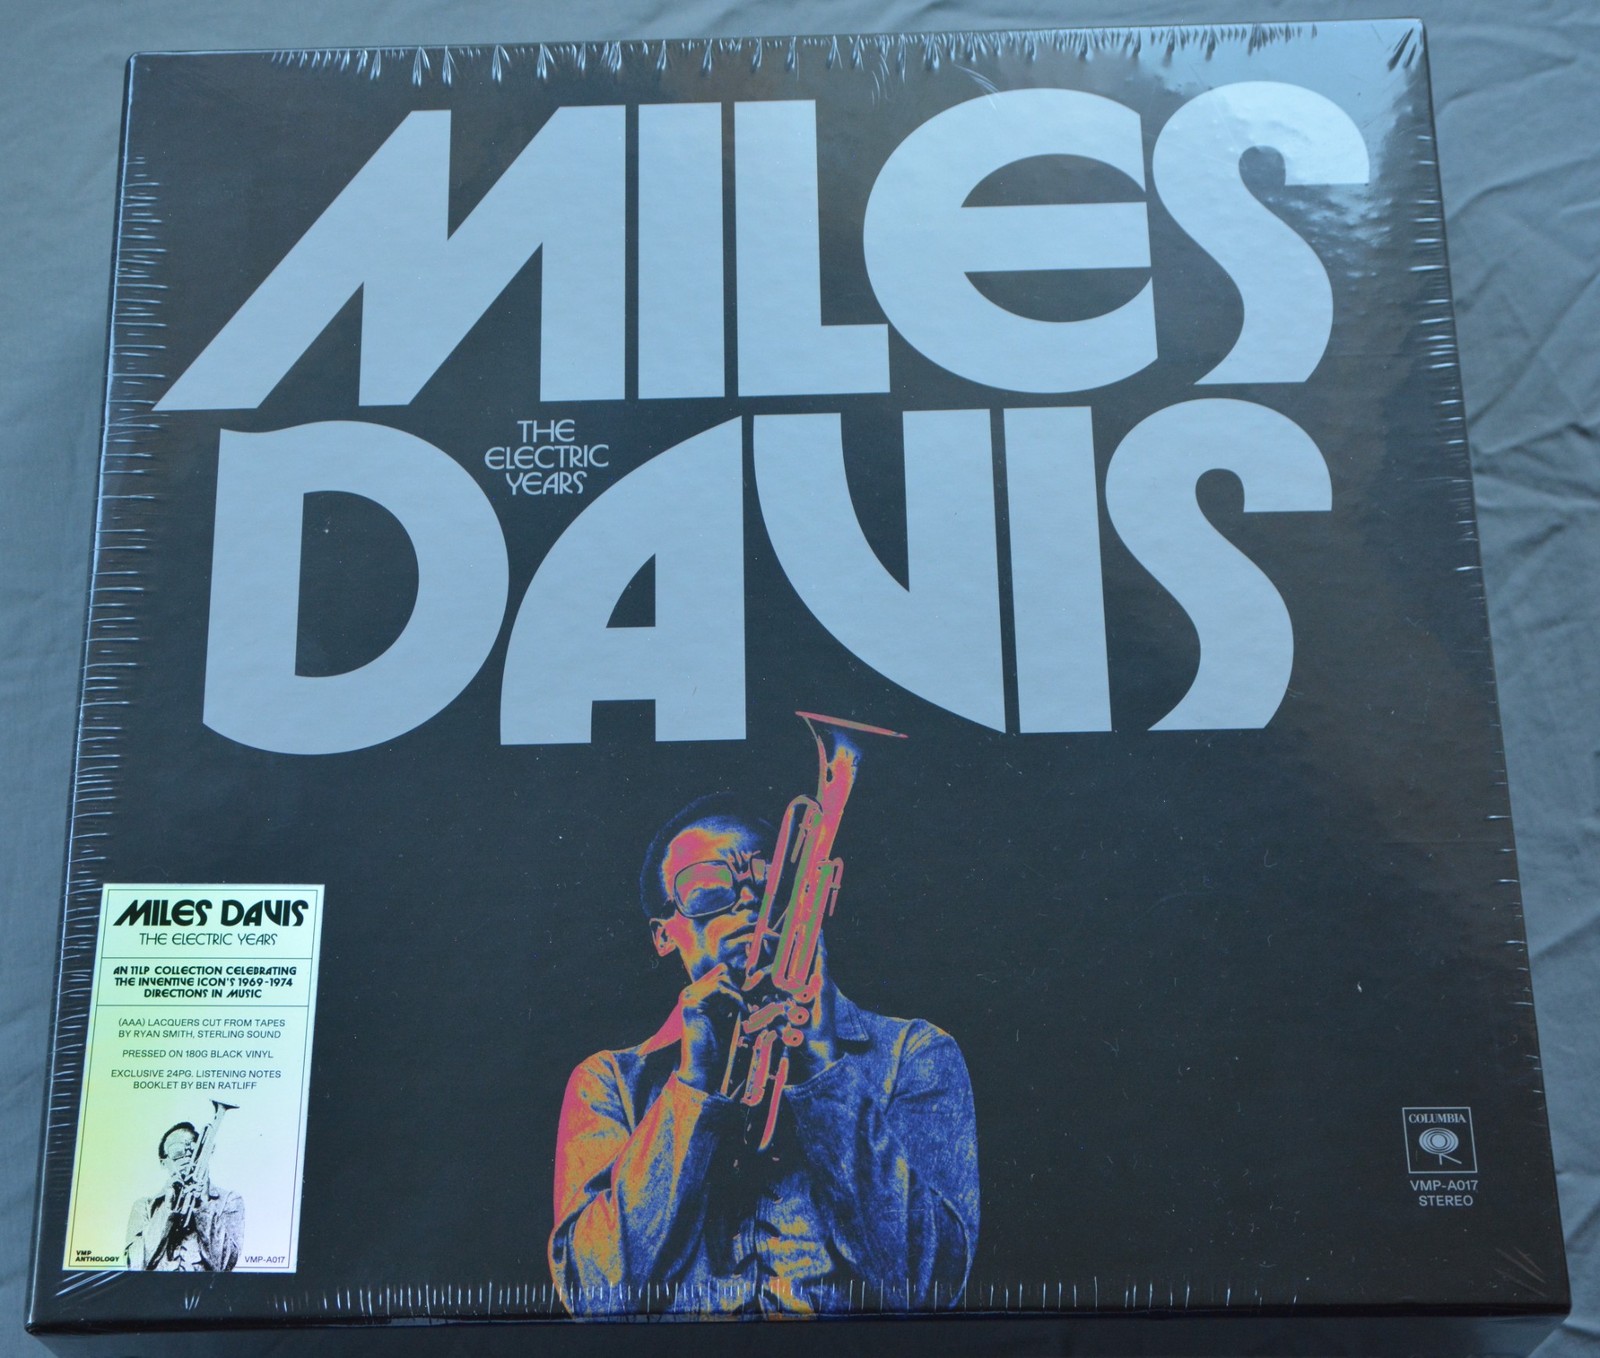 MILES
DAVIS
THE
ELECTRIC
YEARS
MILES DAVIS
THE ELECTRIC YEARS
AN 11LP COLLECTION CELEBRATING
THE INVENTIVE ICON'S 1969-1974
DIRECTIONS IN MUSIC
(AAA) LACQUERS CUT FROM TAPES
BY RYAN SMITH, STERLING SOUND
PRESSED ON 180G BLACK VINYL
EXCLUSIVE 24PG. LISTENING NOTES
BOOKLET BY BEN RATLIFF
VMP
ANTHOLOGY
VMP-A017
COLUMBIA
VMP-A017
STEREO